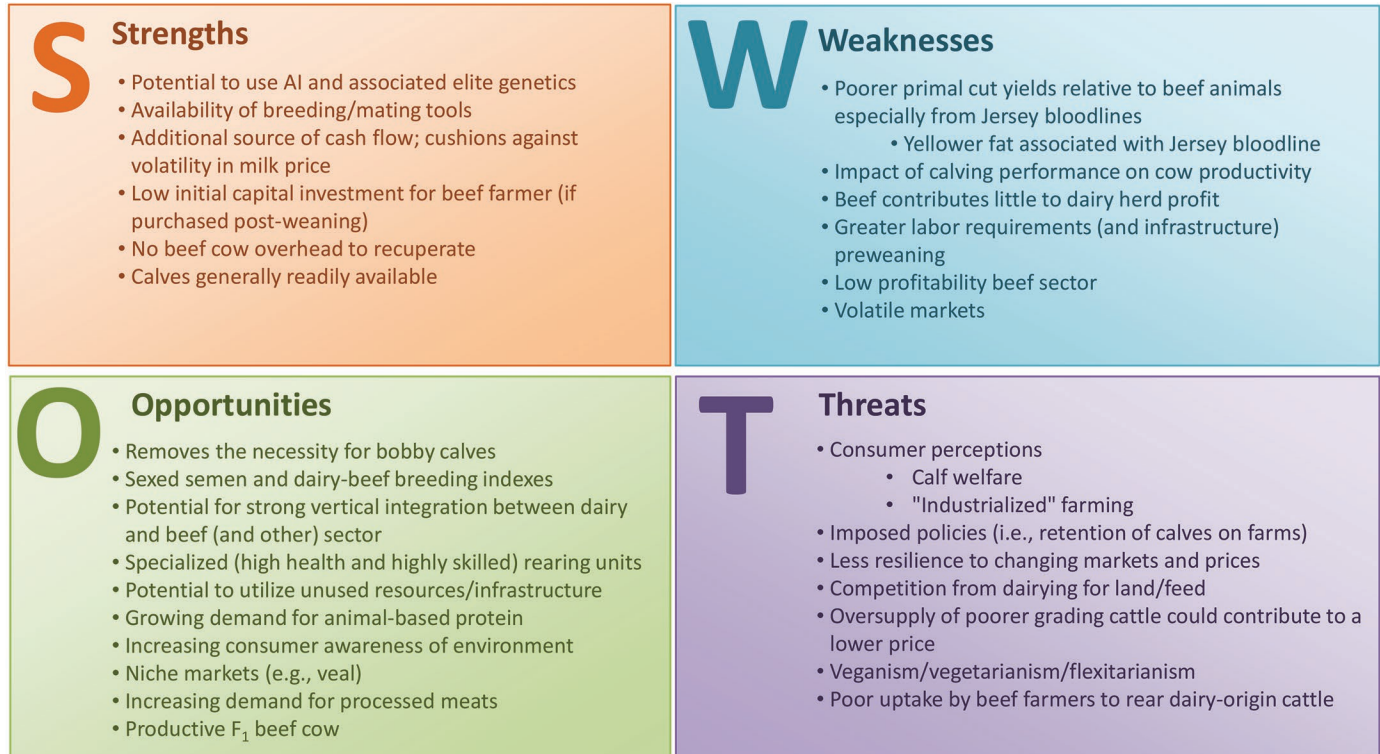 S
Strengths
• Potential to use AI and associated elite genetics
• Availability of breeding/mating tools
• Additional source of cash flow; cushions against
volatility in milk price
• Low initial capital investment for beef farmer (if
purchased post-weaning)
• No beef cow overhead to recuperate
• Calves generally readily available
W
Weaknesses
• Poorer primal cut yields relative to beef animals
especially from Jersey bloodlines
• Yellower fat associated with Jersey bloodline
• Impact of calving performance on cow productivity
• Beef contributes little to dairy herd profit
• Greater labor requirements (and infrastructure)
preweaning
• Low profitability beef sector
• Volatile markets
O
Opportunities
• Removes the necessity for bobby calves
• Sexed semen and dairy-beef breeding indexes
• Potential for strong vertical integration between dairy
and beef (and other) sector
• Specialized (high health and highly skilled) rearing units
• Potential to utilize unused resources/infrastructure
• Growing demand for animal-based protein
• Increasing consumer awareness of environment
• Niche markets (e.g., veal)
• Increasing demand for processed meats
• Productive F₁ beef cow
T
Threats
• Consumer perceptions
• Calf welfare
• "Industrialized" farming
• Imposed policies (i.e., retention of calves on farms)
• Less resilience to changing markets and prices
• Competition from dairying for land/feed
• Oversupply of poorer grading cattle could contribute to a
lower price
• Veganism/vegetarianism/flexitarianism
• Poor uptake by beef farmers to rear dairy-origin cattle